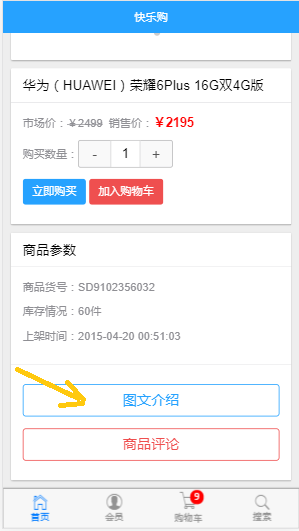 快乐购
华为（HUAWEI）荣耀6Plus 16G双4G版
市场价：￥2499 销售价：￥2195
购买数量： - 1 +
立即购买 加入购物车
商品参数
商品货号：SD9102356032
库存情况：60件
上架时间：2015-04-20 00:51:03
图文介绍
商品评论
9
首页 会员 购物车 搜索